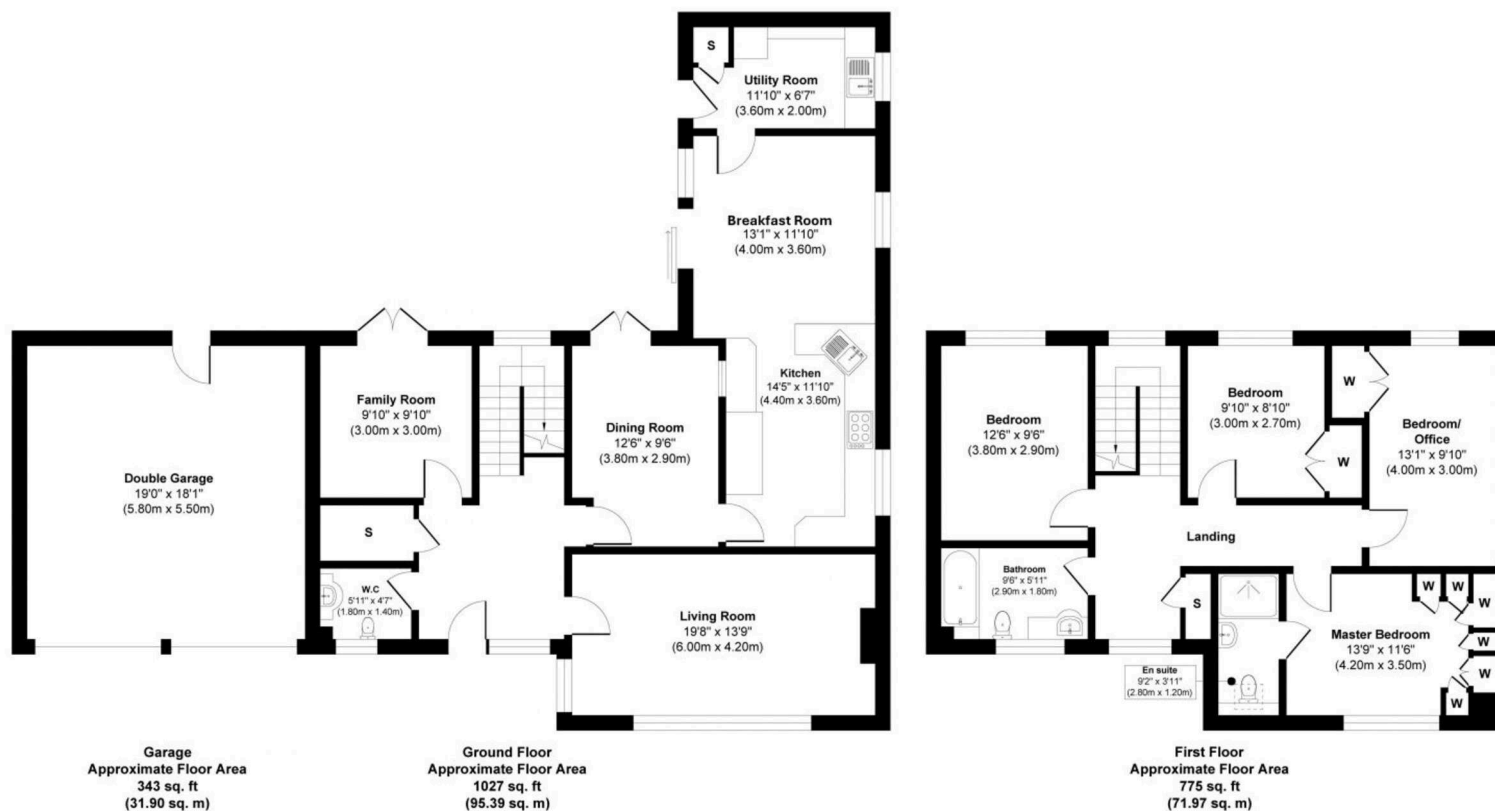 S
Utility Room
11'10" x 6'7"
(3.60m x 2.00m)
Breakfast Room
13'1" x 11'10"
(4.00m x 3.60m)
Kitchen
14'5" x 11'10"
(4.40m x 3.60m)
Family Room
9'10" x 9'10"
(3.00m x 3.00m)
Dining Room
12'6" x 9'6"
(3.80m x 2.90m)
Double Garage
19'0" x 18'1"
(5.80m x 5.50m)
S
W.C
5'11" x 4'7"
(1.80m x 1.40m)
Living Room
19'8" x 13'9"
(6.00m x 4.20m)
Garage
Approximate Floor Area
343 sq. ft
(31.90 sq. m)
Ground Floor
Approximate Floor Area
1027 sq. ft
(95.39 sq. m)
Bedroom
12'6" x 9'6"
(3.80m x 2.90m)
Bedroom
9'10" x 8'10"
(3.00m x 2.70m)
W
W
Bedroom/
Office
13'1" x 9'10"
(4.00m x 3.00m)
Landing
Bathroom
9'6" x 5'11"
(2.90m x 1.80m)
S
En suite
9'2" x 3'11"
(2.80m x 1.20m)
Master Bedroom
13'9" x 11'6"
(4.20m x 3.50m)
W
W
W
W
W
W
First Floor
Approximate Floor Area
775 sq. ft
(71.97 sq. m)